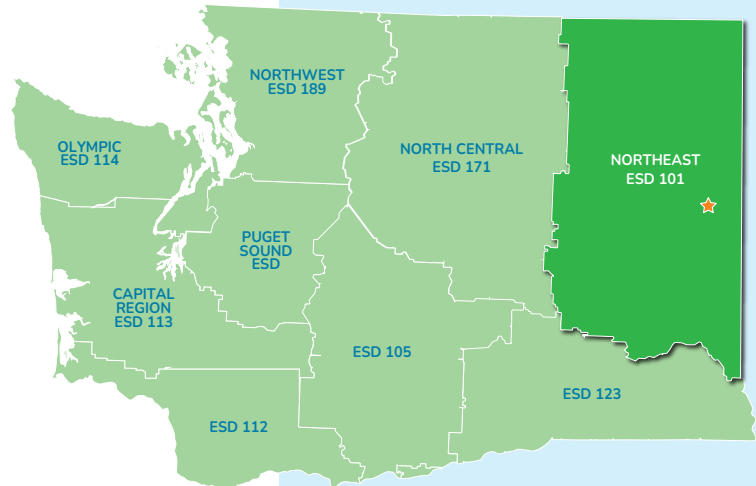 NORTHWEST
ESD 189
OLYMPIC
ESD 114
NORTH CENTRAL
ESD 171
NORTHEAST
ESD 101
PUGET
SOUND
ESD
CAPITAL
REGION
ESD 113
ESD 105
ESD 123
ESD 112